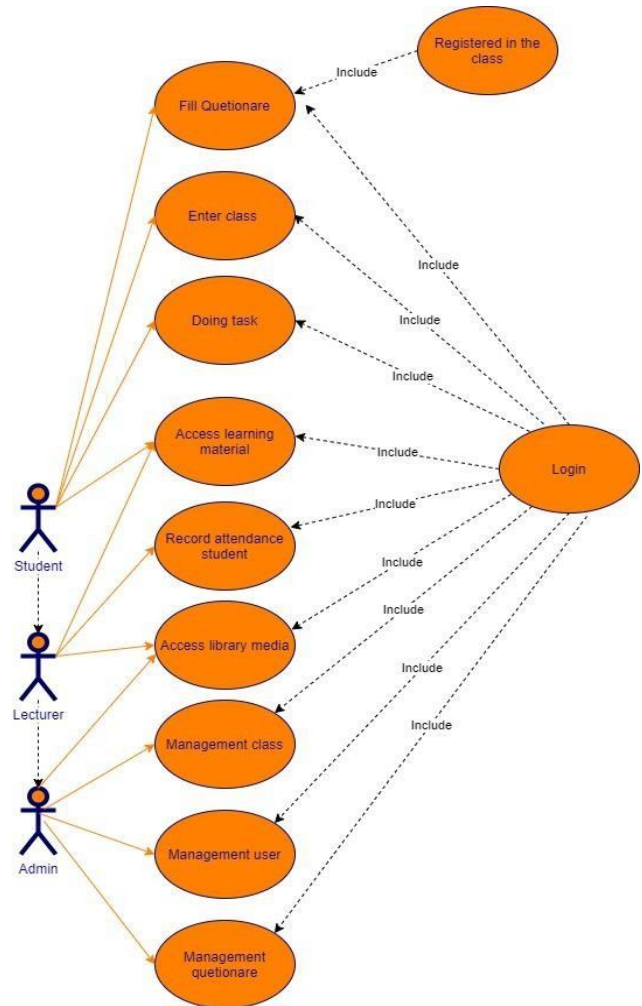 Registered in the
class
Include
Fill Quetionare
Enter class
Include
Include
Doing task
Include
Access learning
material
Include
Login
Include
Record attendance
student
Student
Include
Access library media
Include
Include
Lecturer
Management class
Include
Management user
Admin
Management
quetionare